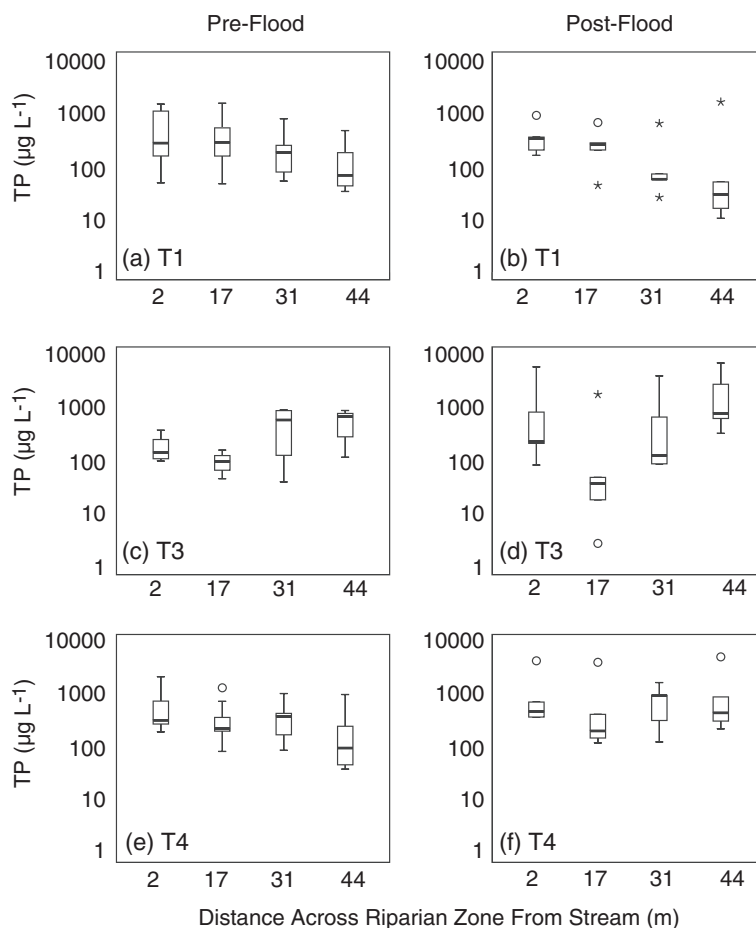 Pre-Flood
Post-Flood
TP (µg L⁻¹)
10000
1000
100
10
1
(a) T1
2 17 31 44
10000
1000
100
10
1
(b) T1
2 17 31 44
TP (µg L⁻¹)
10000
1000
100
10
1
(c) T3
2 17 31 44
10000
1000
100
10
1
(d) T3
2 17 31 44
TP (µg L⁻¹)
10000
1000
100
10
1
(e) T4
2 17 31 44
10000
1000
100
10
1
(f) T4
2 17 31 44
Distance Across Riparian Zone From Stream (m)